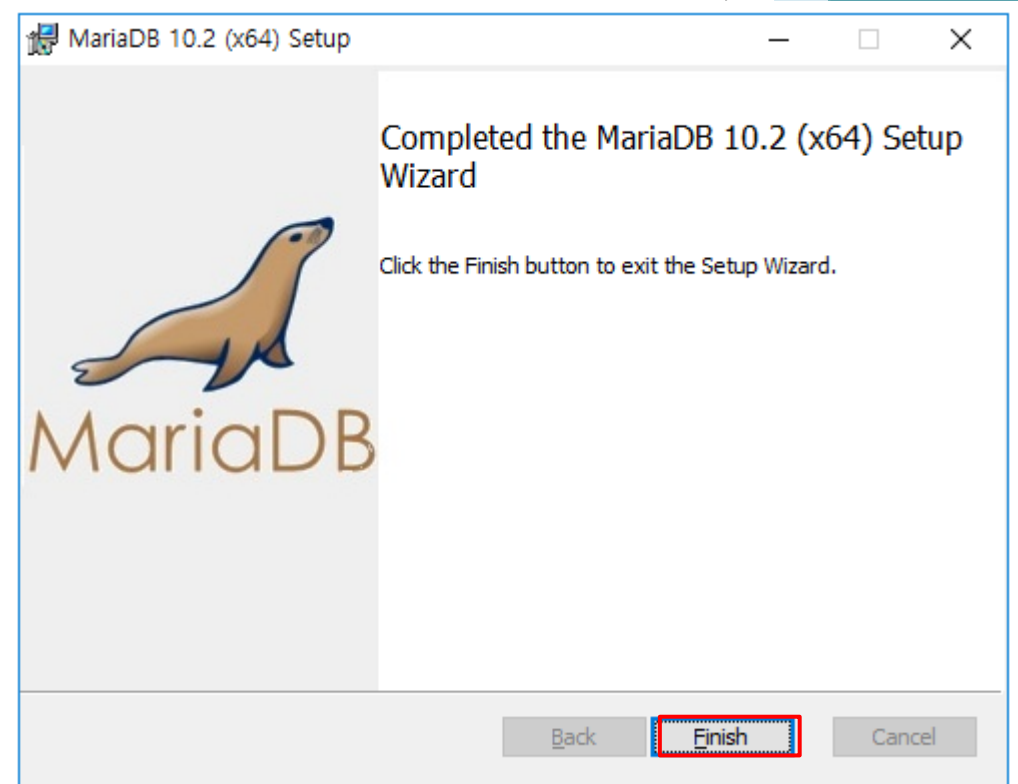 MariaDB 10.2 (x64) Setup
Completed the MariaDB 10.2 (x64) Setup
Wizard
Click the Finish button to exit the Setup Wizard.
MariaDB
Back Finish Cancel